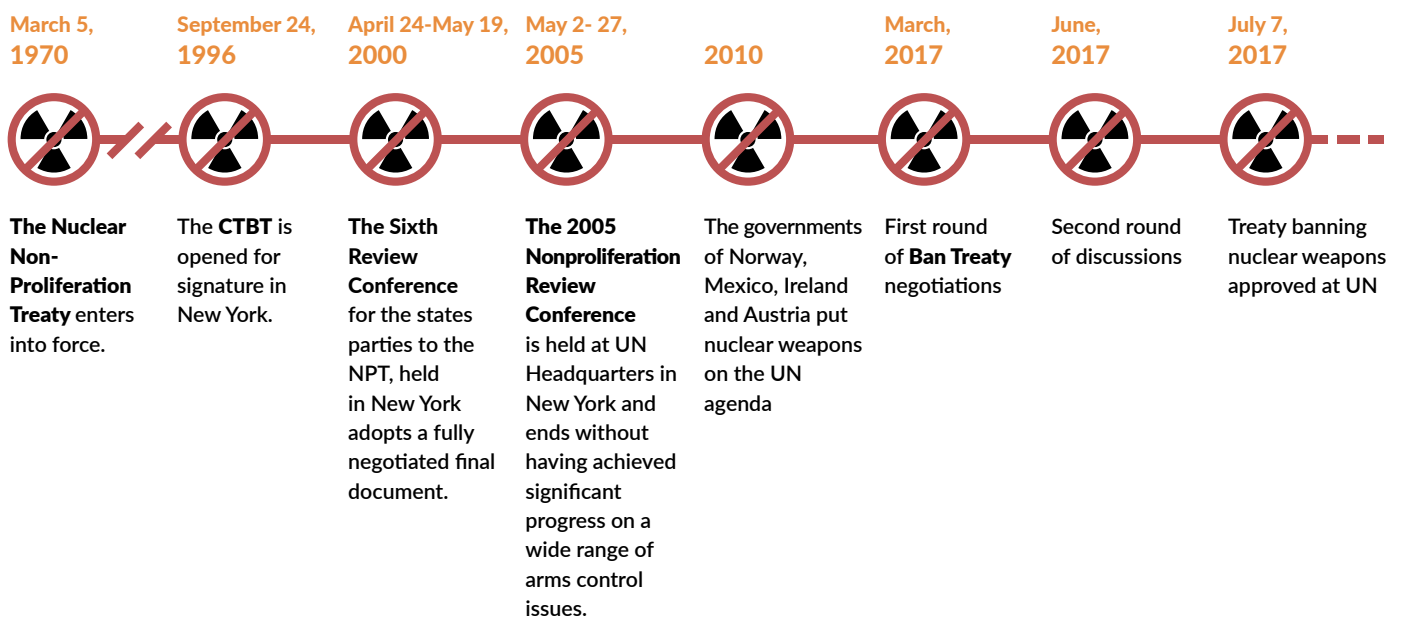 March 5,
1970
The Nuclear
Non-
Proliferation
Treaty enters
into force.
September 24,
1996
The CTBT is
opened for
signature in
New York.
April 24-May 19,
2000
The Sixth
Review
Conference
for the states
parties to the
NPT, held
in New York
adopts a fully
negotiated final
document.
May 2- 27,
2005
The 2005
Nonproliferation
Review
Conference
is held at UN
Headquarters in
New York and
ends without
having achieved
significant
progress on a
wide range of
arms control
issues.
2010
The governments
of Norway,
Mexico, Ireland
and Austria put
nuclear weapons
on the UN
agenda
March,
2017
First round
of Ban Treaty
negotiations
June,
2017
Second round
of discussions
July 7,
2017
Treaty banning
nuclear weapons
approved at UN